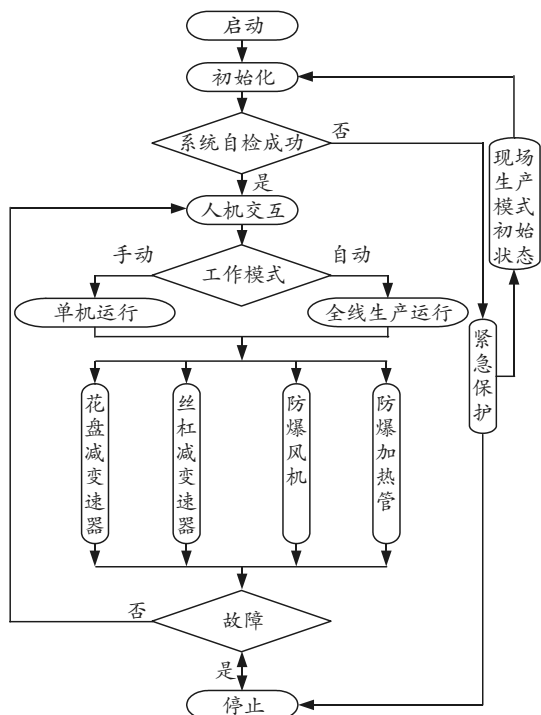 启动
初始化
系统自检成功
否
是
人机交互
手动
工作模式
自动
单机运行
全线生产运行
现场
生产
模式
初始
状态
紧急保护
花盘减变速器
丝杠减变速器
防爆风机
防爆加热管
否
故障
是
停止